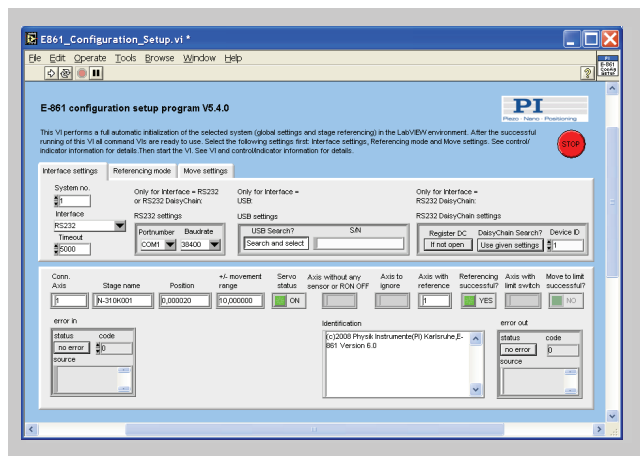 E861_Configuration_Setup.vi *
File Edit Operate Tools Browse Window Help
PI
E-861
Config
SETUP
E-861 configuration setup program V5.4.0
PI
Piezo · Nano · Positioning
This VI performs a full automatic initialization of the selected system (global settings and stage referencing) in the LabVIEW environment. After the successful
running of this VI all command VIs are ready to use. Select the following settings first: Interface settings, Referencing mode and Move settings. See control/
indicator information for details.Then start the VI. See VI and control/indicator information for details.
STOP
Interface settings Referencing mode Move settings
System no.
1
Interface
RS232
Timeout
5000
Only for Interface = RS232
or RS232 DaisyChain:
RS232 settings
Portnumber Baudrate
COM1 38400
Only for Interface =
USB:
USB settings
USB Search? S/N
Search and select
Only for Interface =
RS232 DaisyChain:
RS232 DaisyChain settings
Register DC DaisyChain Search? Device ID
If not open Use given settings 1
Conn.
Axis
1
Stage name
N-310K001
Position
0,000020
+/- movement
range
10,000000
Servo
status
ON
Axis without any
sensor or RON OFF
Axis to
ignore
Axis with
reference
1
Referencing
successful?
YES
Axis with
limit switch
Move to limit
successful?
NO
error in
status code
no error 0
source
Identification
(c)2008 Physik Instrumente(PI) Karlsruhe,E-
861 Version 6.0
error out
status code
no error 0
source